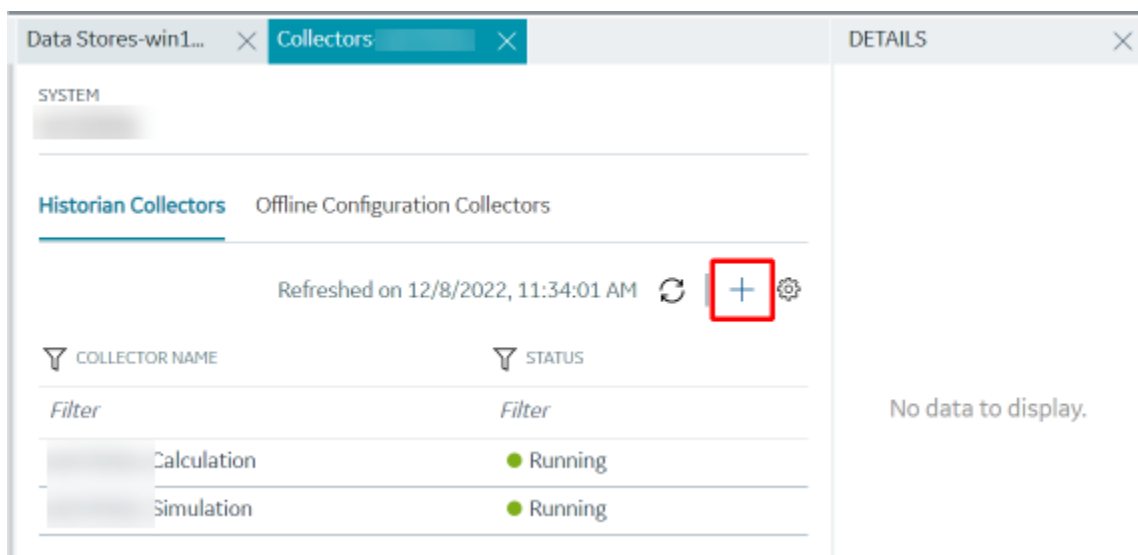 Data Stores-win1...
Collectors
DETAILS
SYSTEM
Historian Collectors Offline Configuration Collectors
Refreshed on 12/8/2022, 11:34:01 AM
COLLECTOR NAME STATUS
Filter Filter
No data to display.
Calculation Running
Simulation Running